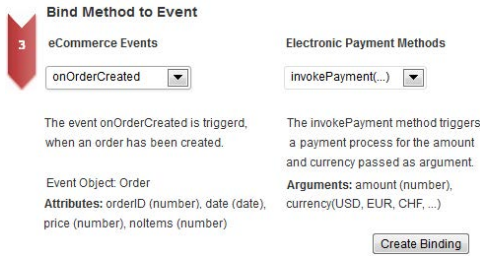 Bind Method to Event
3
eCommerce Events
onOrderCreated
The event onOrderCreated is triggerd,
when an order has been created.
Event Object: Order
Attributes: orderID (number), date (date),
price (number), noItems (number)
Electronic Payment Methods
invokePayment(...)
The invokePayment method triggers
a payment process for the amount
and currency passed as argument.
Arguments: amount (number),
currency(USD, EUR, CHF, ...)
Create Binding